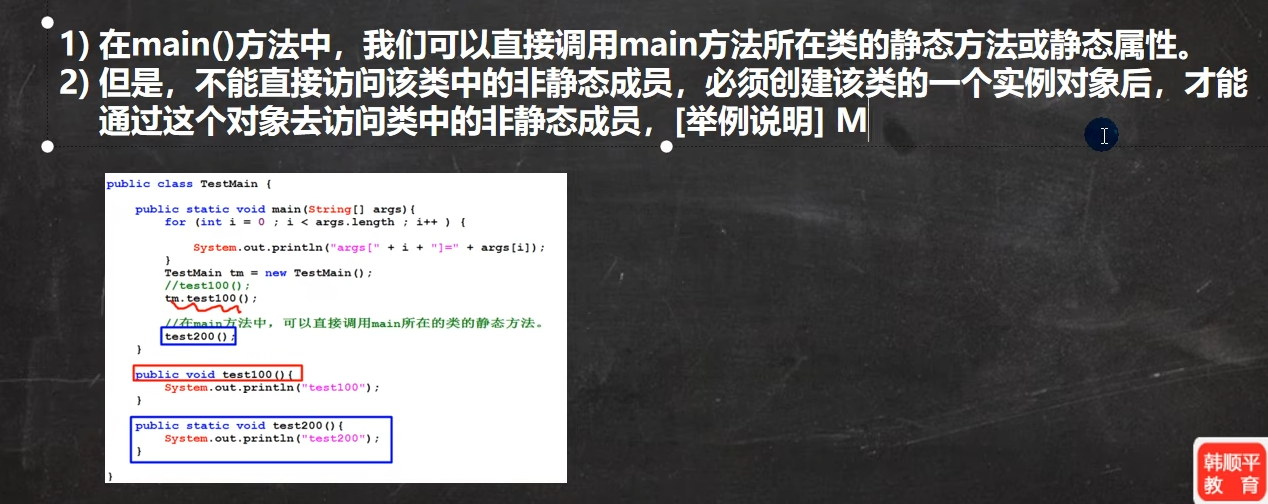 1) 在main()方法中，我们可以直接调用main方法所在类的静态方法或静态属性。
2) 但是，不能直接访问该类中的非静态成员，必须创建该类的一个实例对象后，才能
通过这个对象去访问类中的非静态成员，[举例说明] M
public class TestMain {
public static void main(String[] args){
for (int i = 0 ; i < args.length ; i++ ) {
System.out.println("args[" + i + "]=" + args[i]);
}
TestMain tm = new TestMain();
//test100();
tm.test100();
//在main方法中，可以直接调用main所在的类的静态方法。
test200();
}
public void test100(){
System.out.println("test100");
}
public static void test200(){
System.out.println("test200");
}
}
韩顺平
教 育